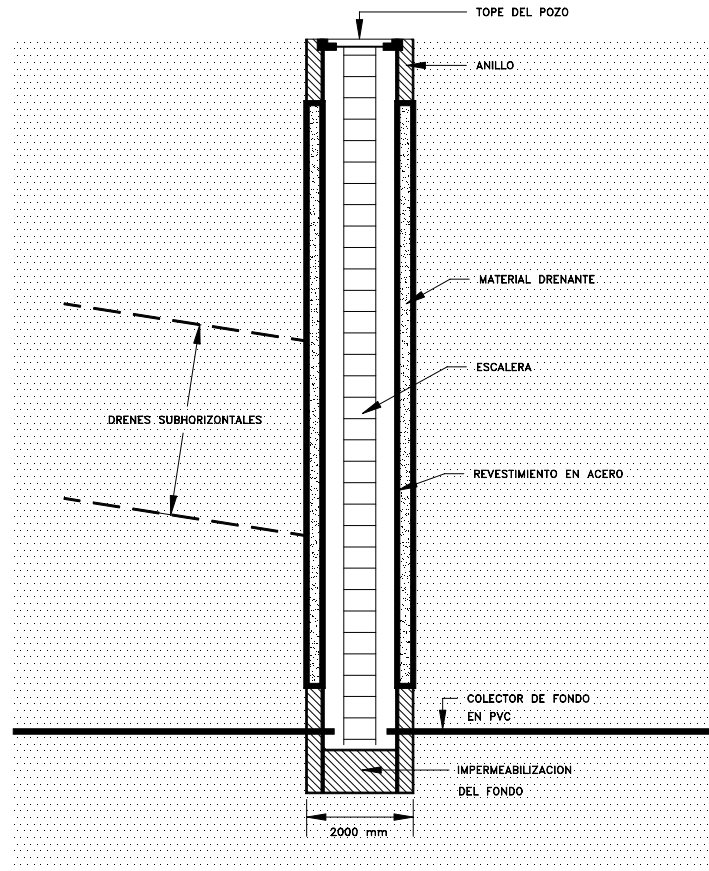 TOPE DEL POZO
ANILLO
MATERIAL DRENANTE
ESCALERA
DRENES SUBHORIZONTALES
REVESTIMIENTO EN ACERO
COLECTOR DE FONDO
EN PVC
IMPERMEABILIZACION
DEL FONDO
2000 mm